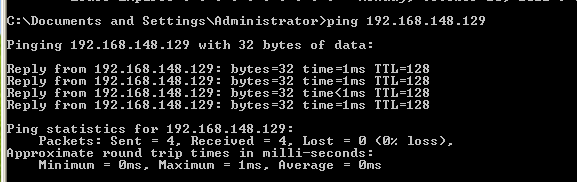 C:\Documents and Settings\Administrator>ping 192.168.148.129
Pinging 192.168.148.129 with 32 bytes of data:
Reply from 192.168.148.129: bytes=32 time=1ms TTL=128
Reply from 192.168.148.129: bytes=32 time=1ms TTL=128
Reply from 192.168.148.129: bytes=32 time<1ms TTL=128
Reply from 192.168.148.129: bytes=32 time=1ms TTL=128
Ping statistics for 192.168.148.129:
Packets: Sent = 4, Received = 4, Lost = 0 (0% loss),
Approximate round trip times in milli-seconds:
Minimum = 0ms, Maximum = 1ms, Average = 0ms